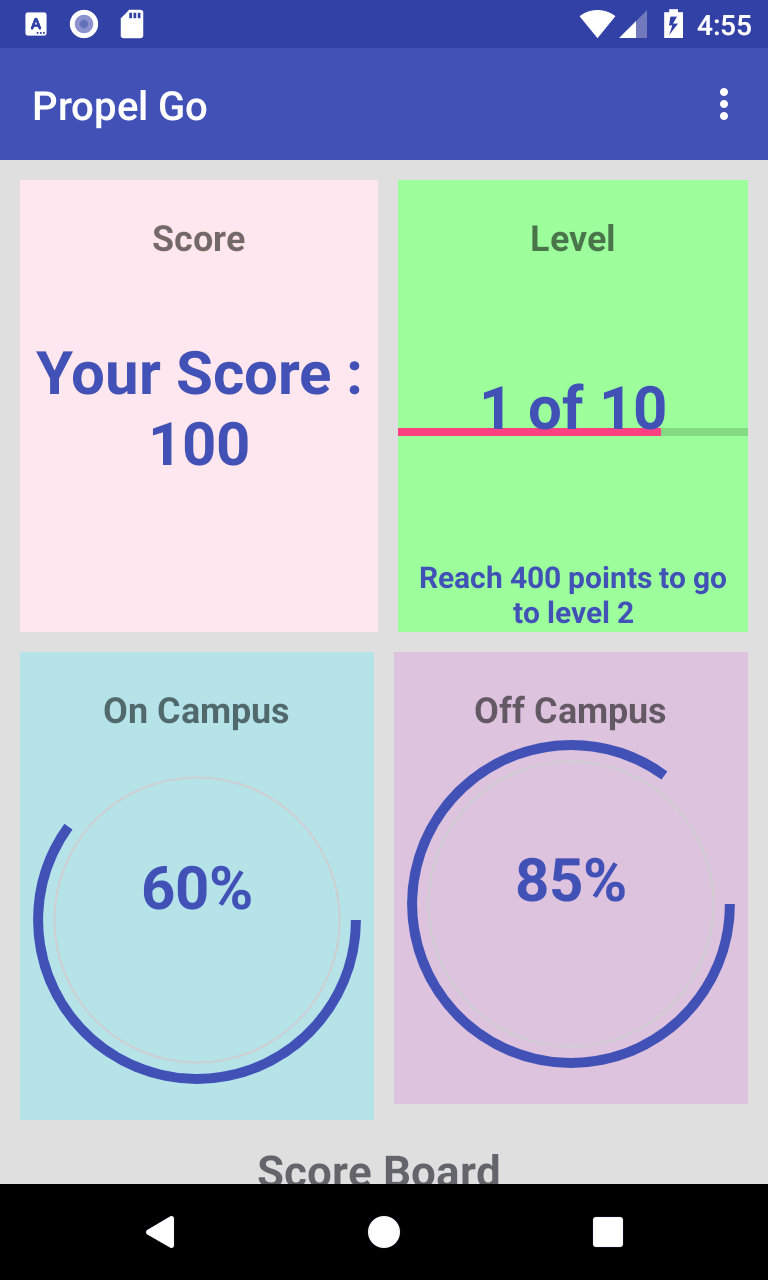 4:55
Propel Go
Score
Your Score :
100
Level
1 of 10
Reach 400 points to go
to level 2
On Campus
60%
Off Campus
85%
Score Board